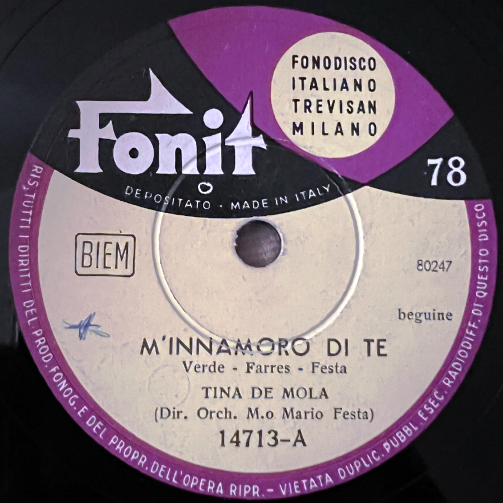 FONODISCO
ITALIANO
TREVISAN
MILANO
Fonit
78
DEPOSITATO · MADE IN ITALY
BIEM
80247
beguine
M'INNAMORO DI TE
Verde - Farres - Festa
TINA DE MOLA
(Dir. Orch. M.o Mario Festa)
14713-A
RIS. TUTTI I DIRITTI DEL PROD. FONOG. E DEL PROPR. DELL'OPERA RIPR. - VIETATA DUPLIC. PUBBL. ESEC. RADIODIFF. DI QUESTO DISCO